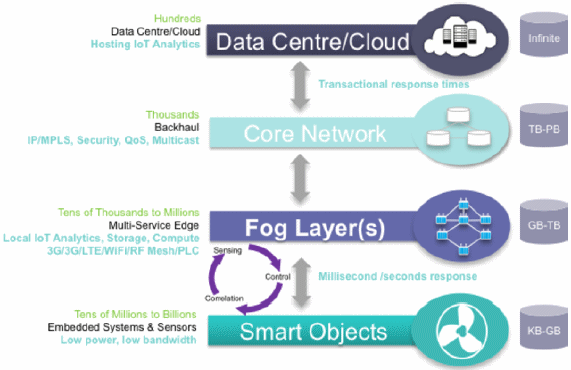 Hundreds
Data Centre/Cloud
Hosting IoT Analytics
Data Centre/Cloud
Infinite
Transactional response times
Thousands
Backhaul
IP/MPLS, Security, QoS, Multicast
Core Network
TB-PB
Tens of Thousands to Millions
Multi-Service Edge
Local IoT Analytics, Storage, Compute
3G/3G/LTE/WiFi/RF Mesh/PLC
Fog Layer(s)
GB-TB
Sensing
Control
Correlation
Millisecond /seconds response
Tens of Millions to Billions
Embedded Systems & Sensors
Low power, low bandwidth
Smart Objects
KB-GB